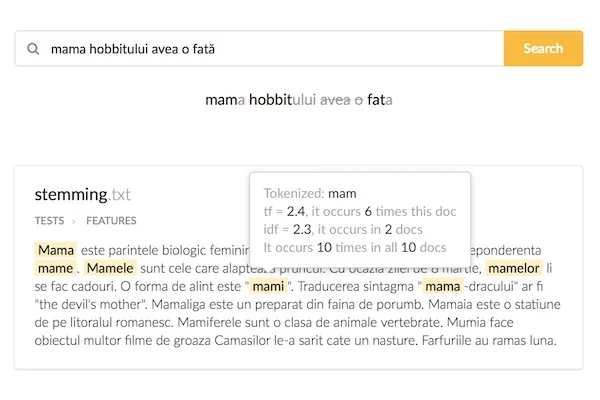 mama hobbitului avea o fată
Search
mama hobbitului avea o fata
stemming.txt
TESTS › FEATURES
Tokenized: mam
tf = 2.4, it occurs 6 times this doc
idf = 2.3, it occurs in 2 docs
It occurs 10 times in all 10 docs
Mama este parintele biologic feminin
mame. Mamele sunt cele care alapteaza pruncul. Cu ocazia zilei de 8 martie, mamelor li
se fac cadouri. O forma de alint este "mami". Traducerea sintagma "mama-dracului" ar fi
"the devil's mother". Mamaliga este un preparat din faina de porumb. Mamaia este o statiune
de pe litoralul romanesc. Mamiferele sunt o clasa de animale vertebrate. Mumia face
obiectul multor filme de groaza Camasilor le-a sarit cate un nasture. Farfuriile au ramas luna.